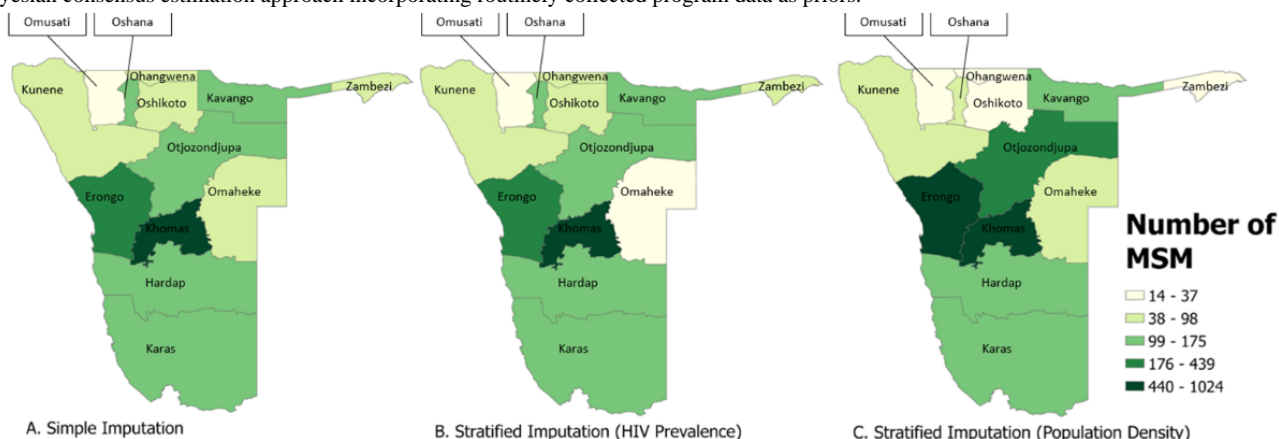 yesian consensus estimation approach incorporating routinely collected program data as priors.
Omusati Oshana
Kunene
Ohangwena
Oshikoto
Kavango
Zambezi
Otjozondjupa
Erongo
Omaheke
Khomas
Hardap
Karas
A. Simple Imputation
Omusati Oshana
Kunene
Ohangwena
Oshikoto
Kavango
Zambezi
Otjozondjupa
Erongo
Omaheke
Khomas
Hardap
Karas
B. Stratified Imputation (HIV Prevalence)
Omusati Oshana
Kunene
Ohangwena
Oshikoto
Kavango
Zambezi
Otjozondjupa
Erongo
Omaheke
Khomas
Hardap
Karas
C. Stratified Imputation (Population Density)
Number of
MSM
14 - 37
38 - 98
99 - 175
176 - 439
440 - 1024